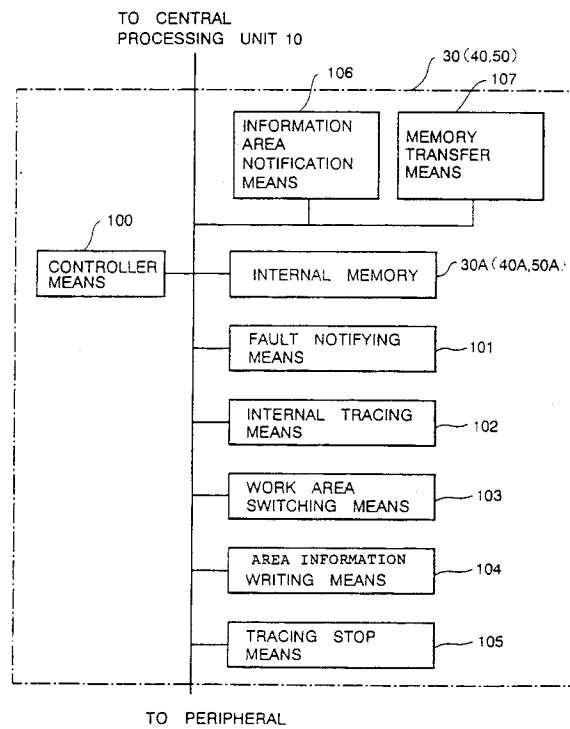 TO CENTRAL
PROCESSING UNIT 10
30 (40,50)
106
107
INFORMATION
AREA
NOTIFICATION
MEANS
MEMORY
TRANSFER
MEANS
100
CONTROLLER
MEANS
INTERNAL MEMORY
30A (40A,50A)
FAULT NOTIFYING
MEANS
101
INTERNAL TRACING
MEANS
102
WORK AREA
SWITCHING MEANS
103
AREA INFORMATION
WRITING MEANS
104
TRACING STOP
MEANS
105
TO PERIPHERAL